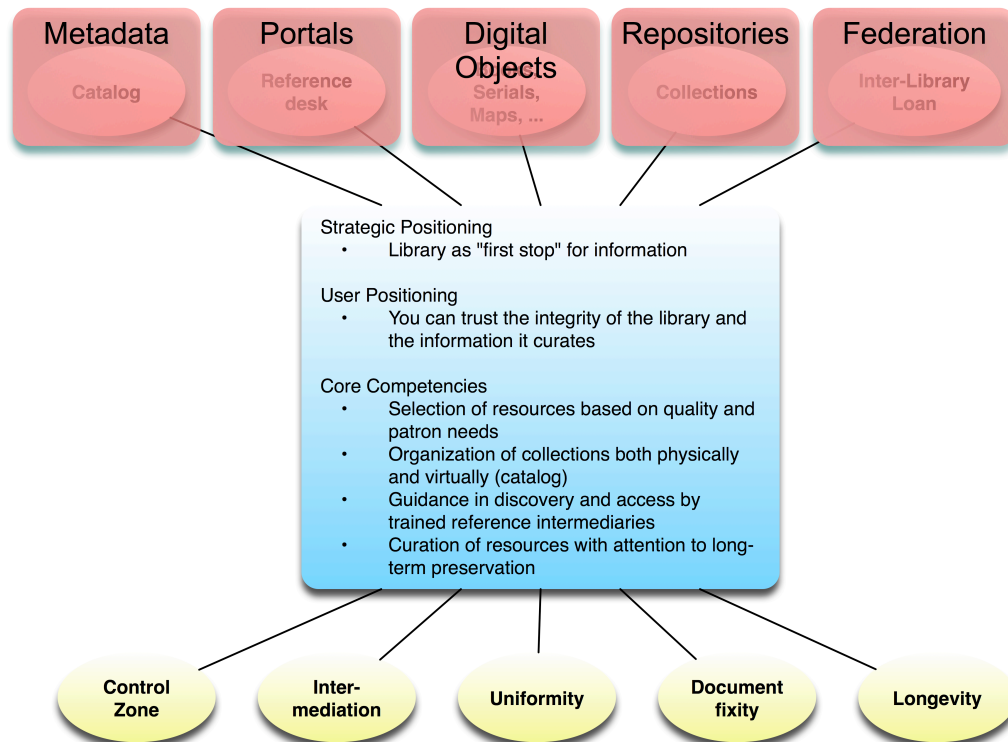 Metadata
Catalog
Portals
Reference
desk
Digital
Objects
Serials,
Maps, ...
Repositories
Collections
Federation
Inter-Library
Loan
Strategic Positioning
• Library as "first stop" for information
User Positioning
• You can trust the integrity of the library and
the information it curates
Core Competencies
• Selection of resources based on quality and
patron needs
• Organization of collections both physically
and virtually (catalog)
• Guidance in discovery and access by
trained reference intermediaries
• Curation of resources with attention to long-
term preservation
Control
Zone
Inter-
mediation
Uniformity
Document
fixity
Longevity